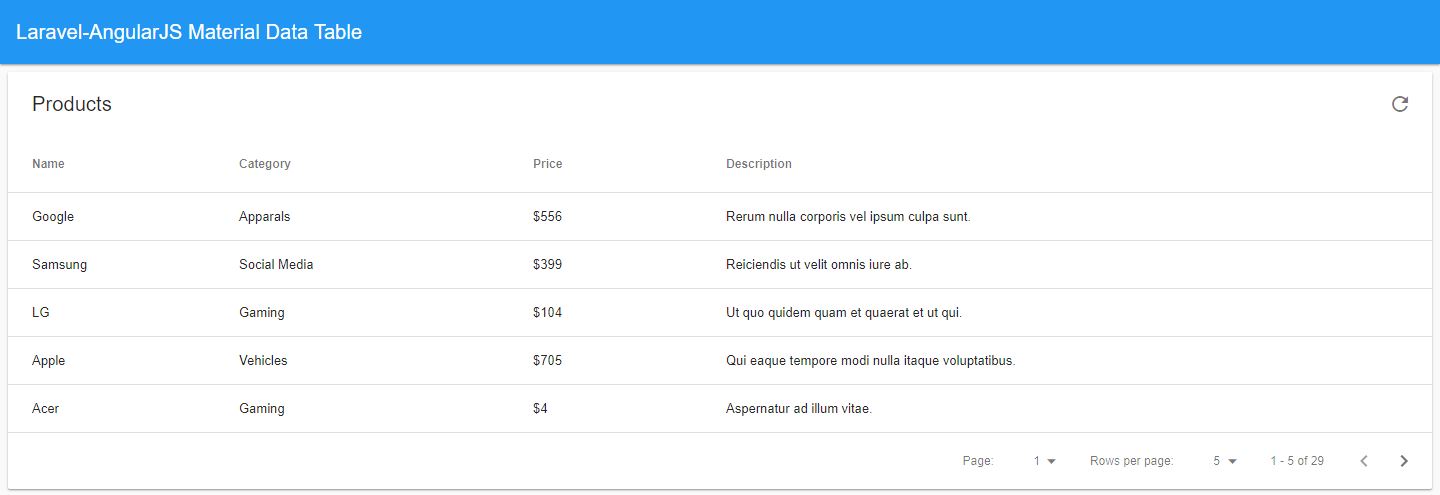 Laravel-AngularJS Material Data Table
Products
Name Category Price Description
Google Apparals $556 Rerum nulla corporis vel ipsum culpa sunt.
Samsung Social Media $399 Reiciendis ut velit omnis iure ab.
LG Gaming $104 Ut quo quidem quam et quaerat et ut qui.
Apple Vehicles $705 Qui eaque tempore modi nulla itaque voluptatibus.
Acer Gaming $4 Aspernatur ad illum vitae.
Page: 1 Rows per page: 5 1 - 5 of 29